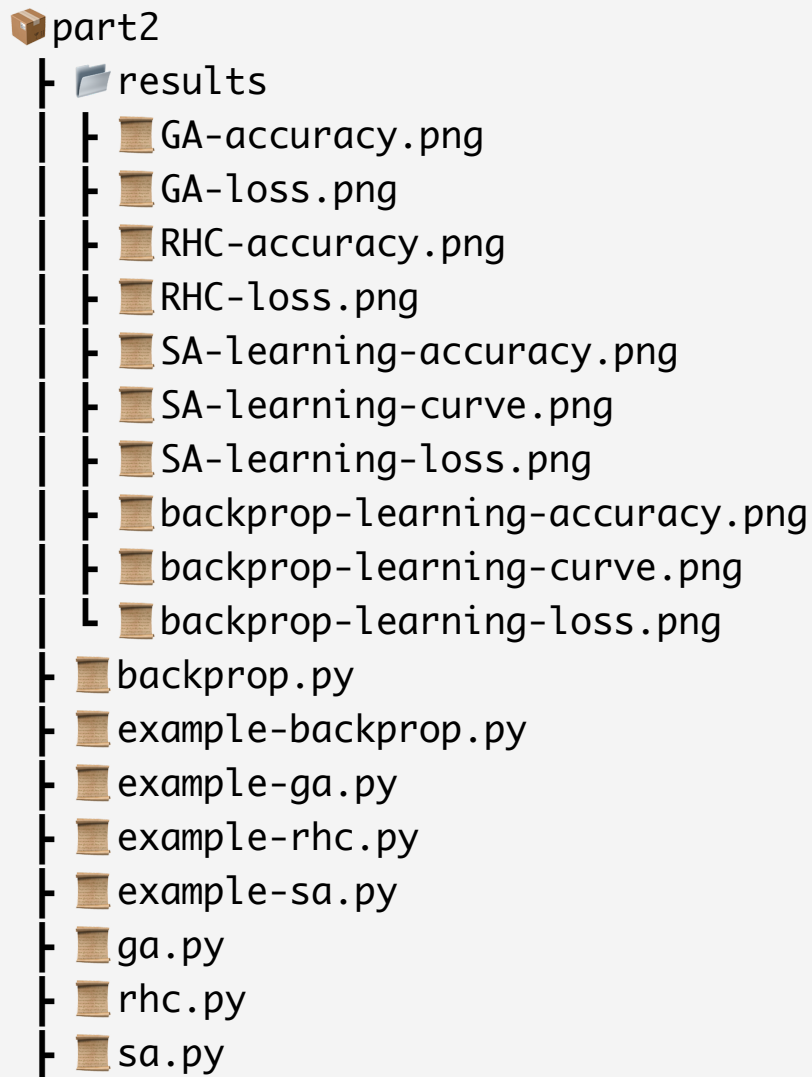 part2
results
GA-accuracy.png
GA-loss.png
RHC-accuracy.png
RHC-loss.png
SA-learning-accuracy.png
SA-learning-curve.png
SA-learning-loss.png
backprop-learning-accuracy.png
backprop-learning-curve.png
backprop-learning-loss.png
backprop.py
example-backprop.py
example-ga.py
example-rhc.py
example-sa.py
ga.py
rhc.py
sa.py